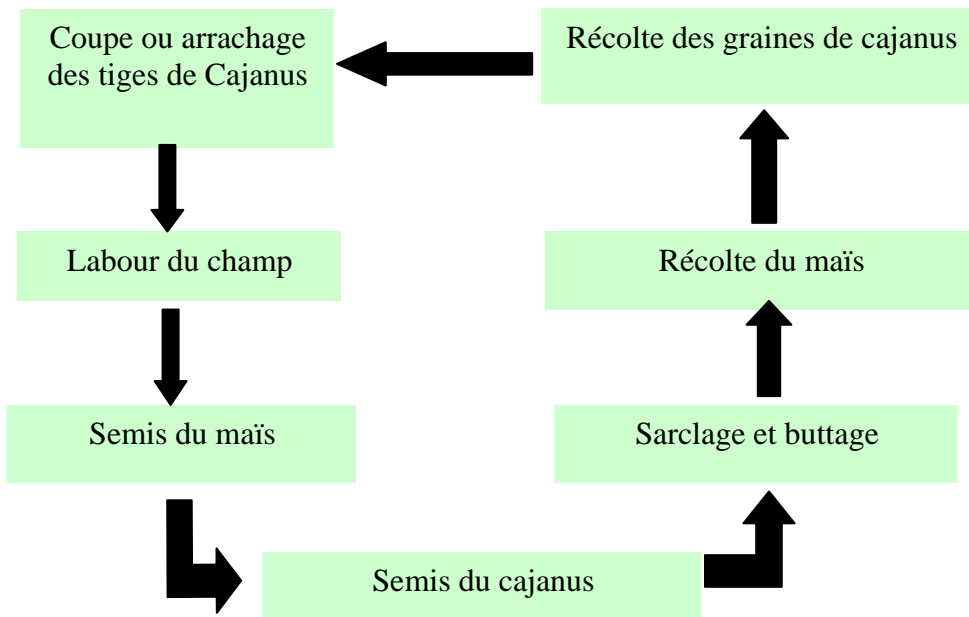 Coupe ou arrachage
des tiges de Cajanus
Récolte des graines de cajanus
Labour du champ
Récolte du maïs
Semis du maïs
Sarclage et buttage
Semis du cajanus